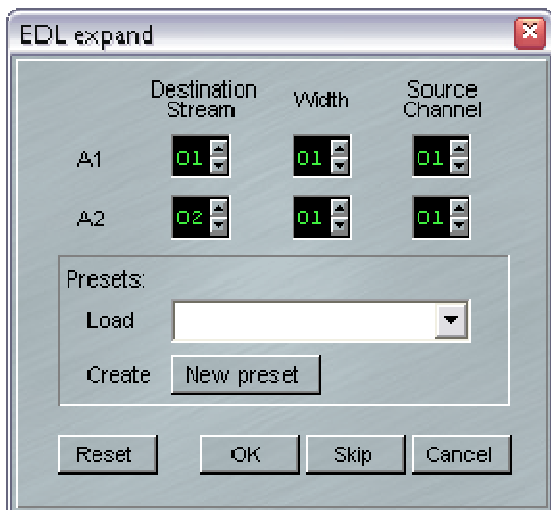 EDL expand
Destination Stream Width Source Channel
A1 01 01 01
A2 02 01 01
Presets:
Load
Create New preset
Reset OK Skip Cancel